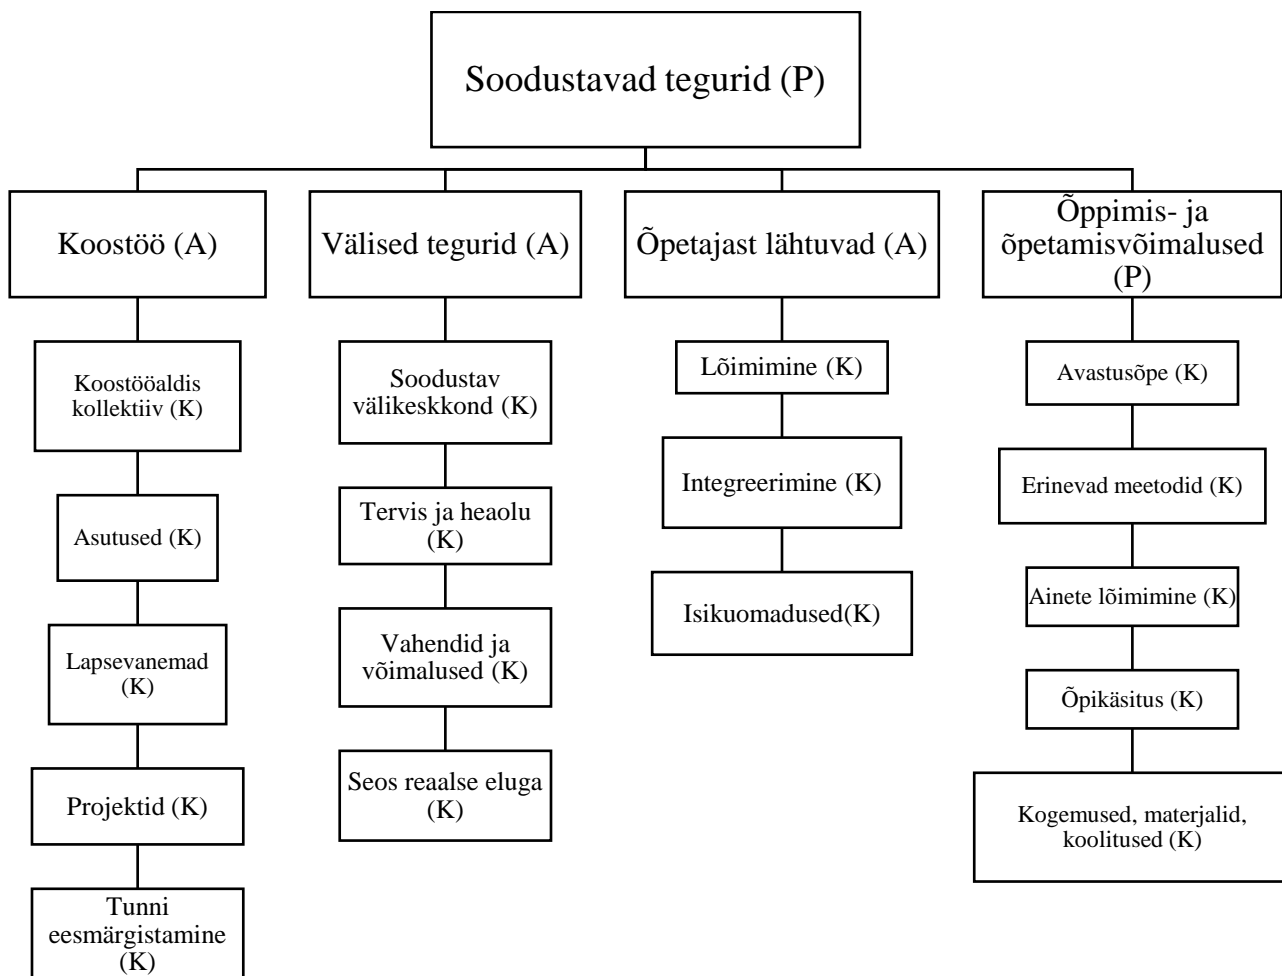 Soodustavad tegurid (P)
Koostöö (A)
Koostööaldis
kollektiiv (K)
Asutused (K)
Lapsevanemad
(K)
Projektid (K)
Tunni
eesmärgistamine
(K)
Välised tegurid (A)
Soodustav
välikeskkond (K)
Tervis ja heaolu
(K)
Vahendid ja
võimalused (K)
Seos reaalse eluga
(K)
Õpetajast lähtuvad (A)
Lõimimine (K)
Integreerimine (K)
Isikuomadused(K)
Õppimis- ja
õpetamisvõimalused
(P)
Avastusõpe (K)
Erinevad meetodid (K)
Ainete lõimimine (K)
Õpikäsitus (K)
Kogemused, materjalid,
koolitused (K)